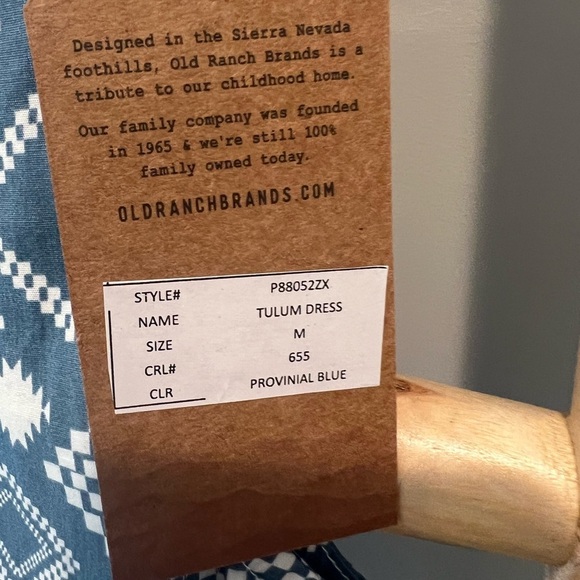 Designed in the Sierra Nevada
foothills, Old Ranch Brands is a
tribute to our childhood home.
Our family company was founded
in 1965 & we're still 100%
family owned today.
OLDRANCHBRANDS.COM
STYLE# P88052ZX
NAME TULUM DRESS
SIZE M
CRL# 655
CLR PROVINIAL BLUE